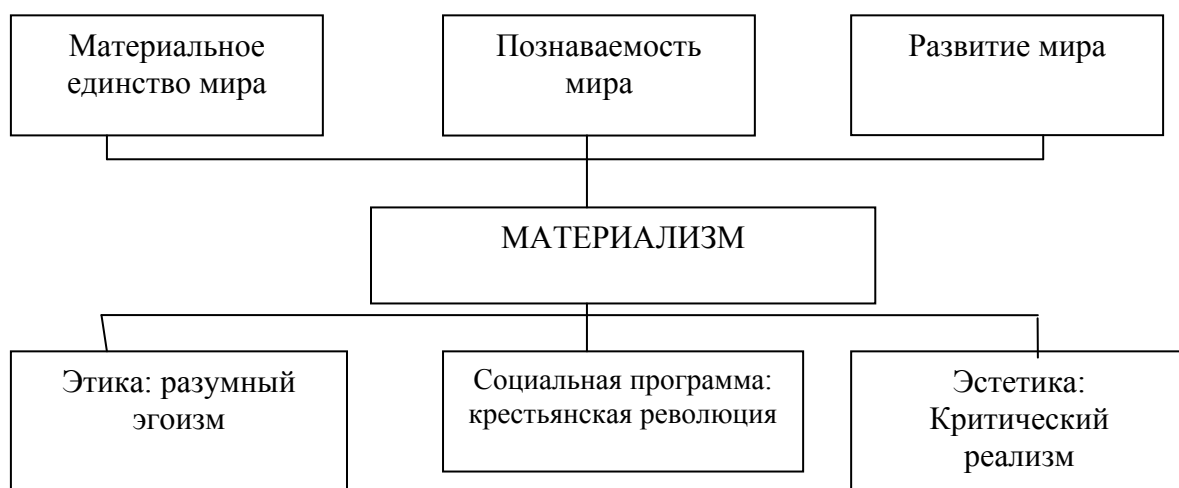 Материальное
единство мира
Познаваемость
мира
Развитие мира
МАТЕРИАЛИЗМ
Этика: разумный
эгоизм
Социальная программа:
крестьянская революция
Эстетика:
Критический
реализм